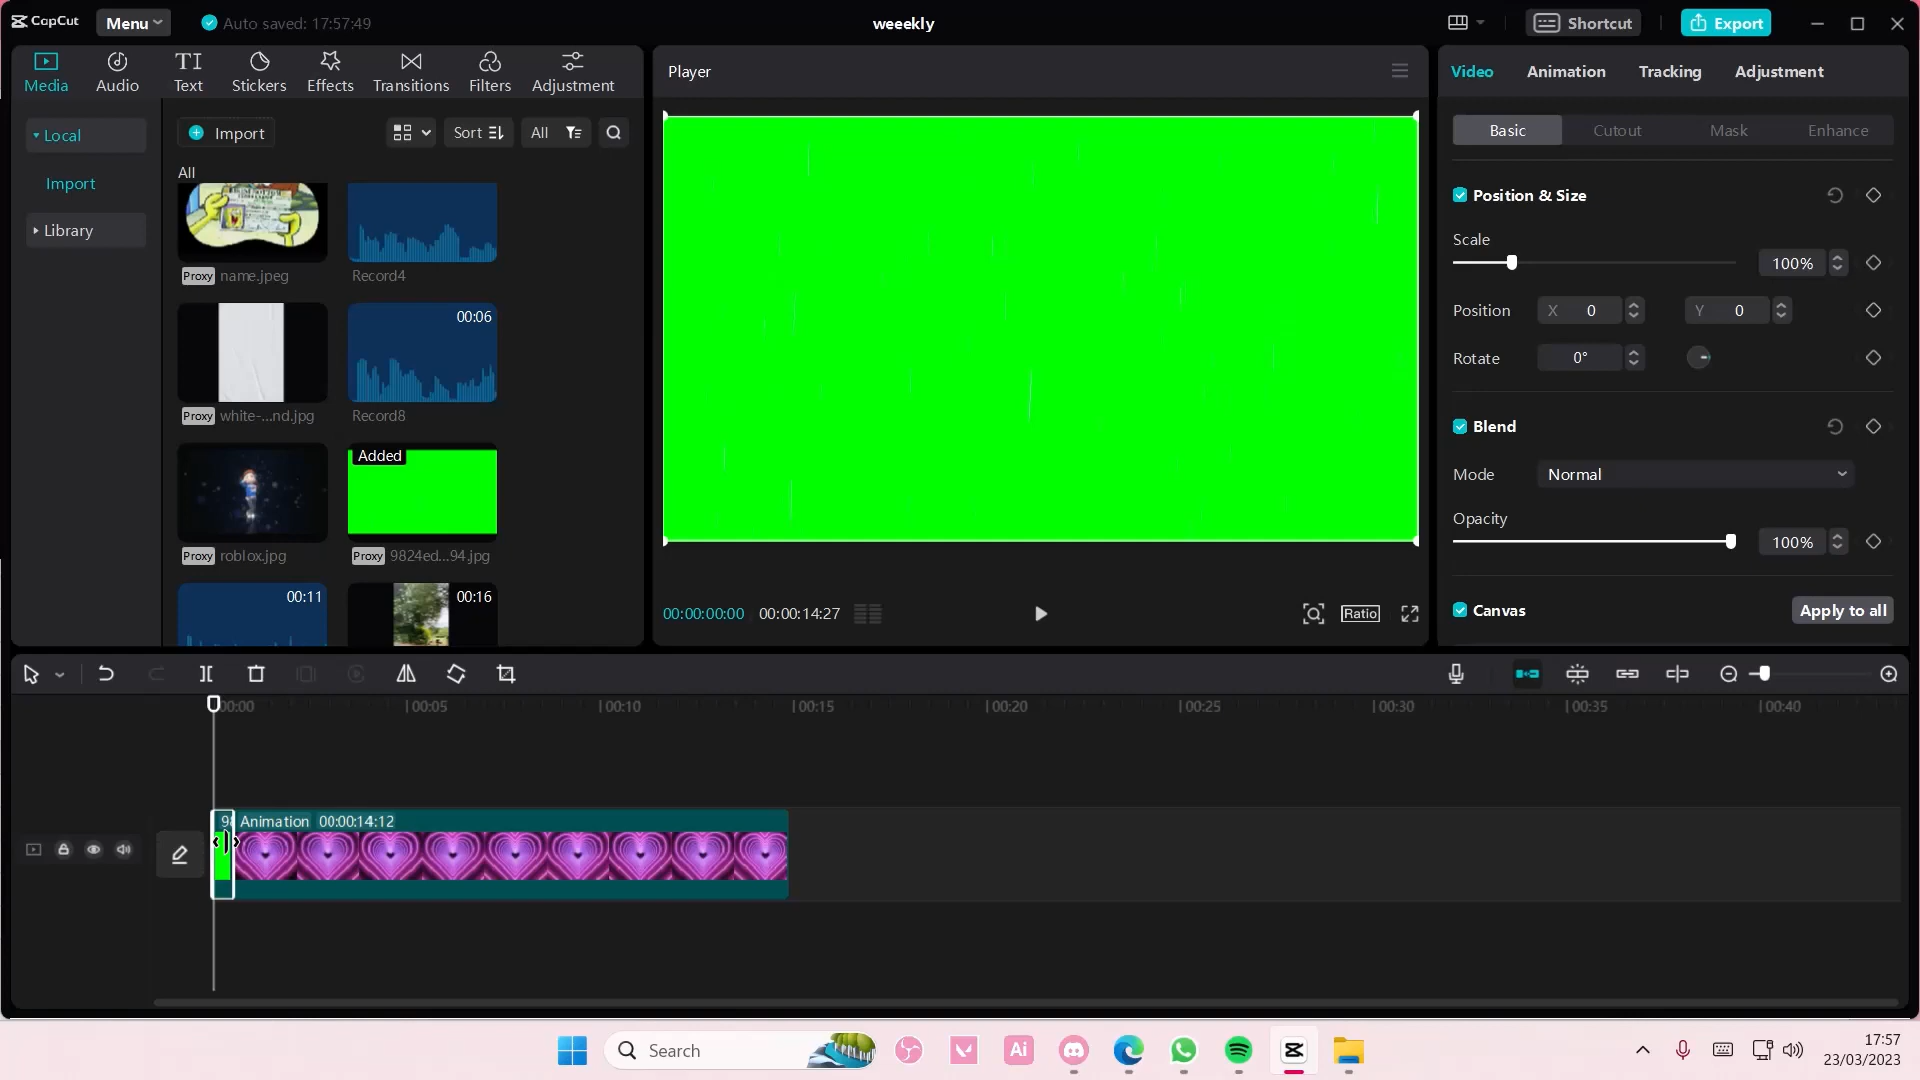 CapCut
Menu
Auto saved: 17:57:49
weeekly
Shortcut
Export
Media
Audio
TI
Text
Stickers
Effects
Transitions
Filters
Adjustment
Player
Video
Animation
Tracking
Adjustment
Local
Import
Library
Import
Sort
All
All
Proxy name.jpeg
Record4
00:06
Proxy white-...nd.jpg
Record8
Added
Proxy roblox.jpg
Proxy 9824ed...94.jpg
00:11
00:16
00:00:00:00
00:00:14:27
Ratio
Basic
Cutout
Mask
Enhance
Position & Size
Scale
100%
Position
X 0
Y 0
Rotate
0°
Blend
Mode
Normal
Opacity
100%
Canvas
Apply to all
00:00
00:05
00:10
00:15
00:20
00:25
00:30
00:35
00:40
98 Animation 00:00:14:12
Search
Ai
17:57
23/03/2023